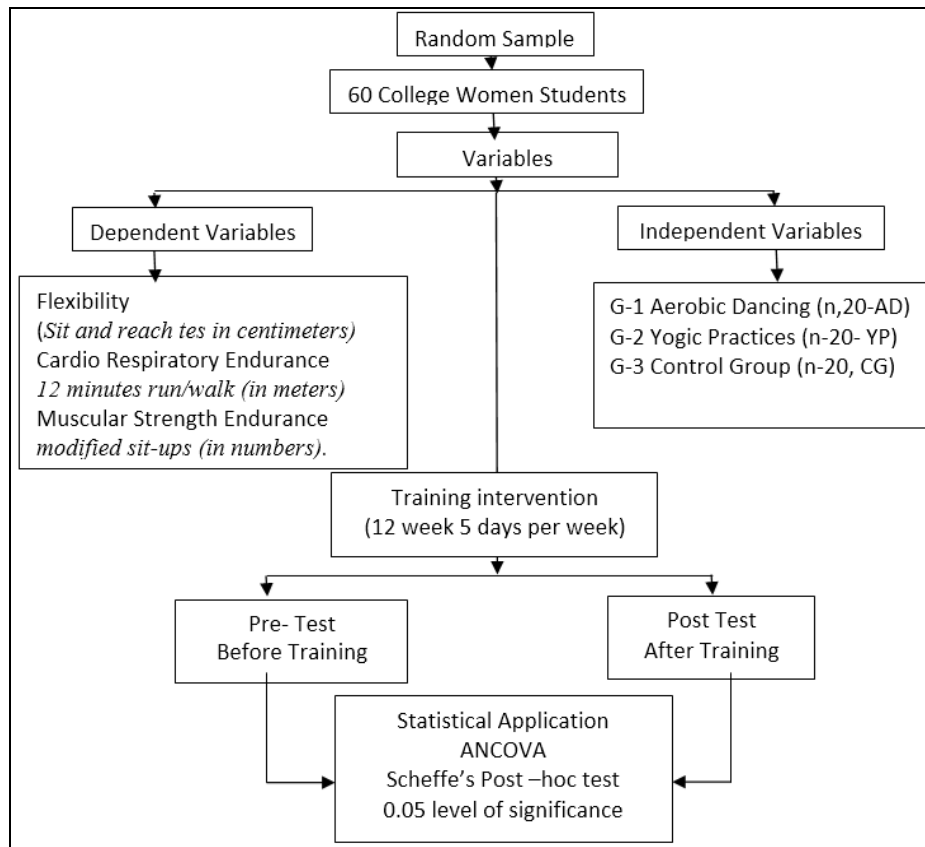 Random Sample
60 College Women Students
Variables
Dependent Variables
Independent Variables
Flexibility
(Sit and reach tes in centimeters)
Cardio Respiratory Endurance
12 minutes run/walk (in meters)
Muscular Strength Endurance
modified sit-ups (in numbers).
G-1 Aerobic Dancing (n,20-AD)
G-2 Yogic Practices (n-20- YP)
G-3 Control Group (n-20, CG)
Training intervention
(12 week 5 days per week)
Pre- Test
Before Training
Post Test
After Training
Statistical Application
ANCOVA
Scheffe’s Post –hoc test
0.05 level of significance